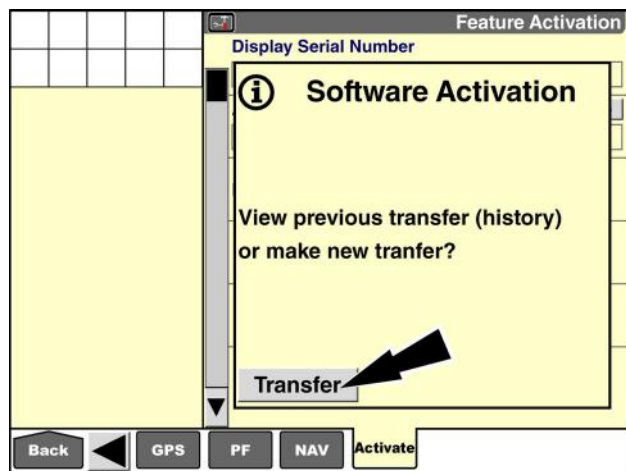 Feature Activation
Display Serial Number
Software Activation
View previous transfer (history)
or make new tranfer?
Transfer
Back
GPS
PF
NAV
Activate